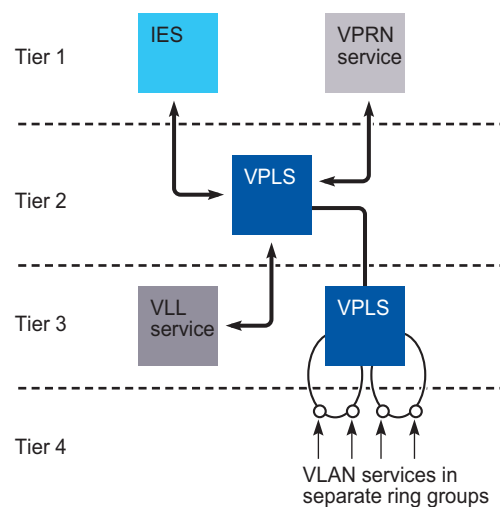 Tier 1
IES
VPRN
service
Tier 2
VPLS
Tier 3
VLL
service
VPLS
Tier 4
VLAN services in
separate ring groups